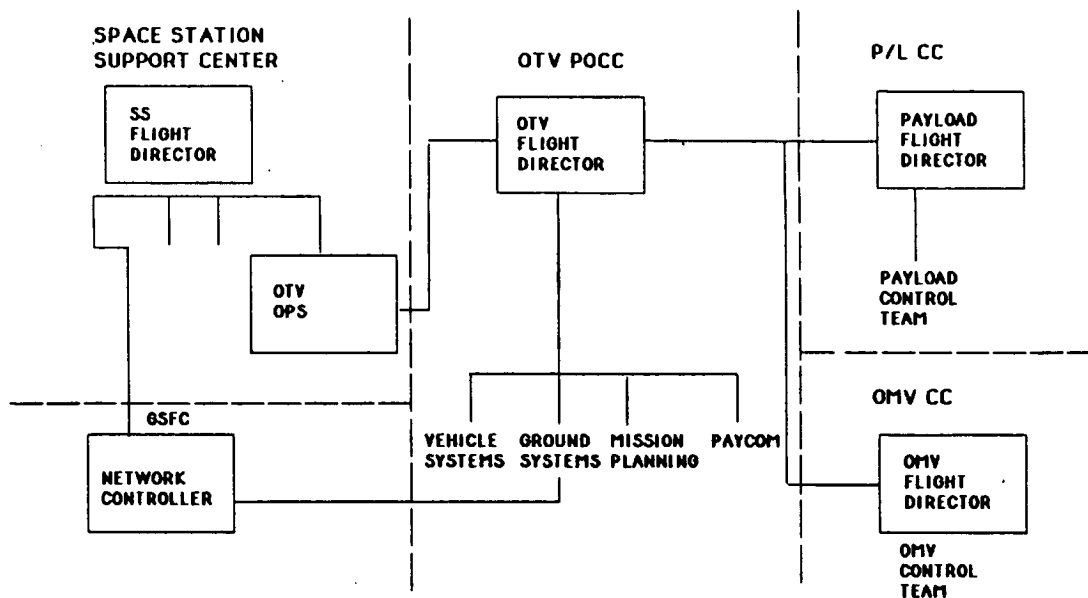 SPACE STATION
SUPPORT CENTER
SS
FLIGHT
DIRECTOR
OTV
OPS
GSFC
NETWORK
CONTROLLER
OTV POCC
OTV
FLIGHT
DIRECTOR
VEHICLE
SYSTEMS
GROUND
SYSTEMS
MISSION
PLANNING
PAYCOM
P/L CC
PAYLOAD
FLIGHT
DIRECTOR
PAYLOAD
CONTROL
TEAM
OMV CC
OMV
FLIGHT
DIRECTOR
OMV
CONTROL
TEAM